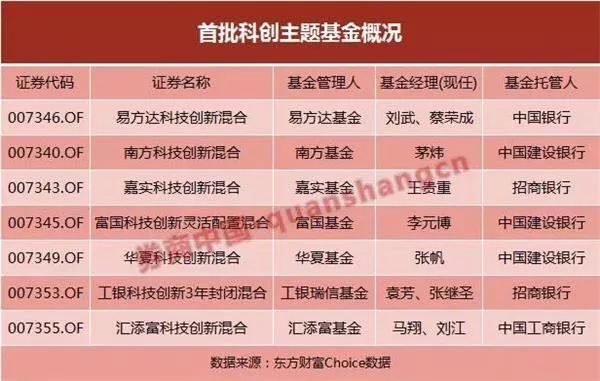 首批科创主题基金概况
证券代码 证券名称 基金管理人 基金经理(现任) 基金托管人
007346.OF 易方达科技创新混合 易方达基金 刘武、蔡荣成 中国银行
007340.OF 南方科技创新混合 南方基金 茅炜 中国建设银行
007343.OF 嘉实科技创新混合 嘉实基金 王贵重 招商银行
007345.OF 富国科技创新灵活配置混合 富国基金 李元博 中国建设银行
007349.OF 华夏科技创新混合 华夏基金 张帆 中国建设银行
007353.OF 工银科技创新3年封闭混合 工银瑞信基金 袁芳、张继圣 招商银行
007355.OF 汇添富科技创新混合 汇添富基金 马翔、刘江 中国工商银行
数据来源：东方财富Choice数据
券商中国 quanshangcn